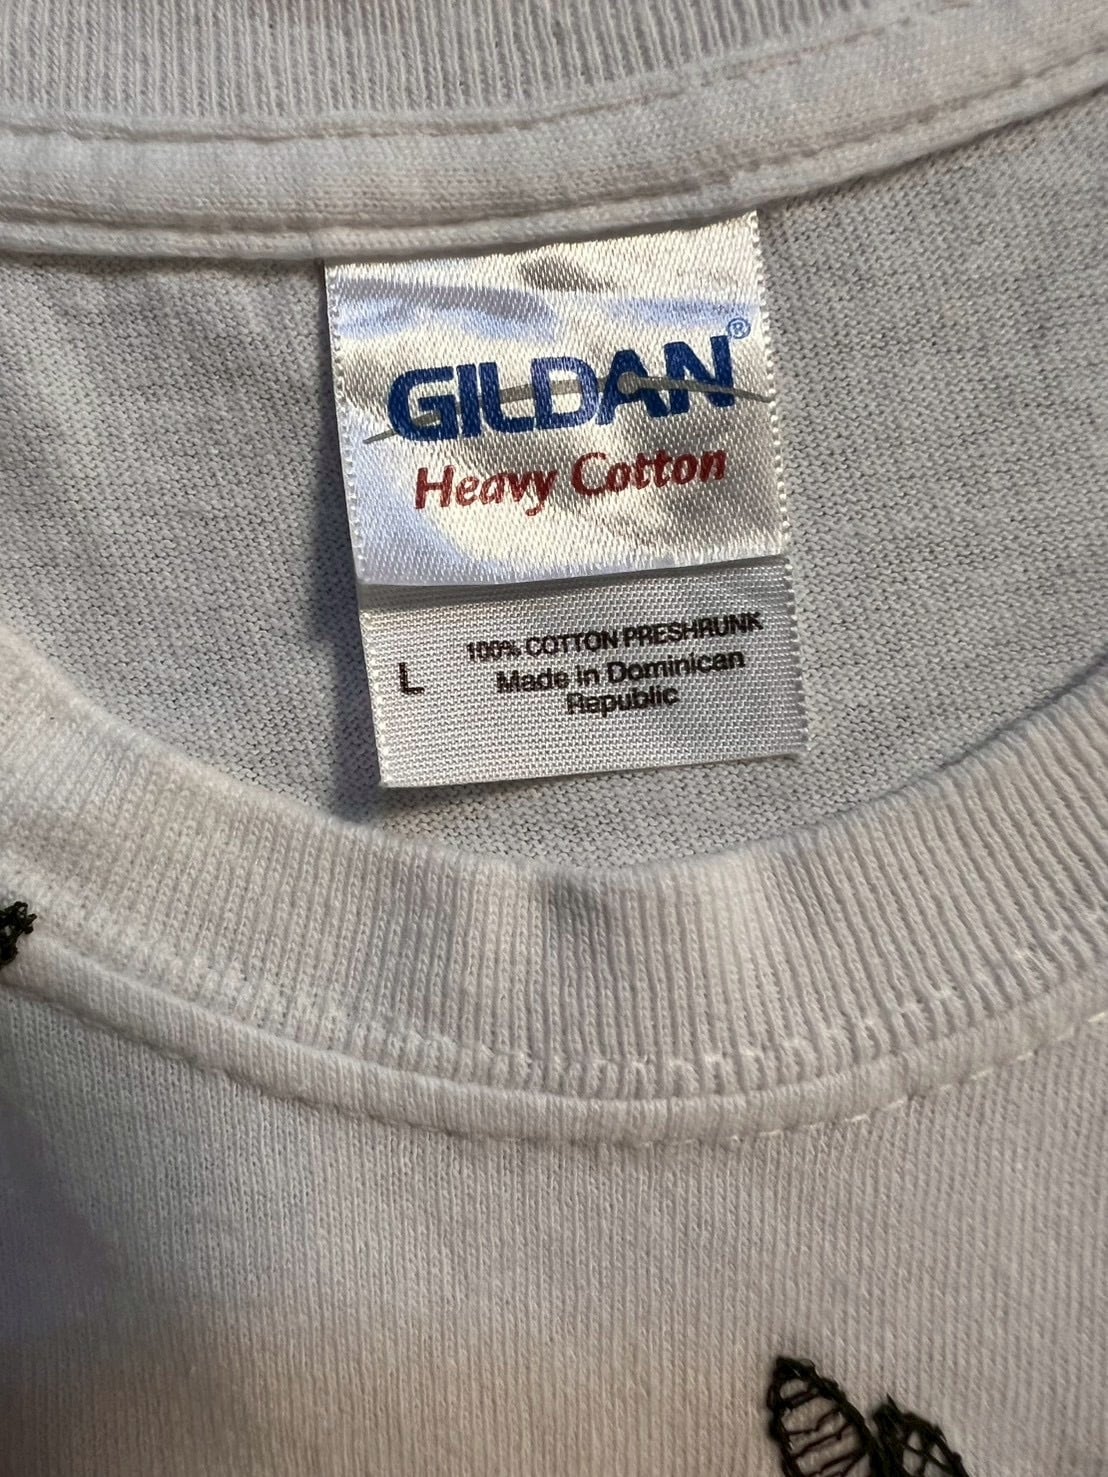 GILDAN®
Heavy Cotton
L
100% COTTON PRESHRUNK
Made in Dominican
Republic